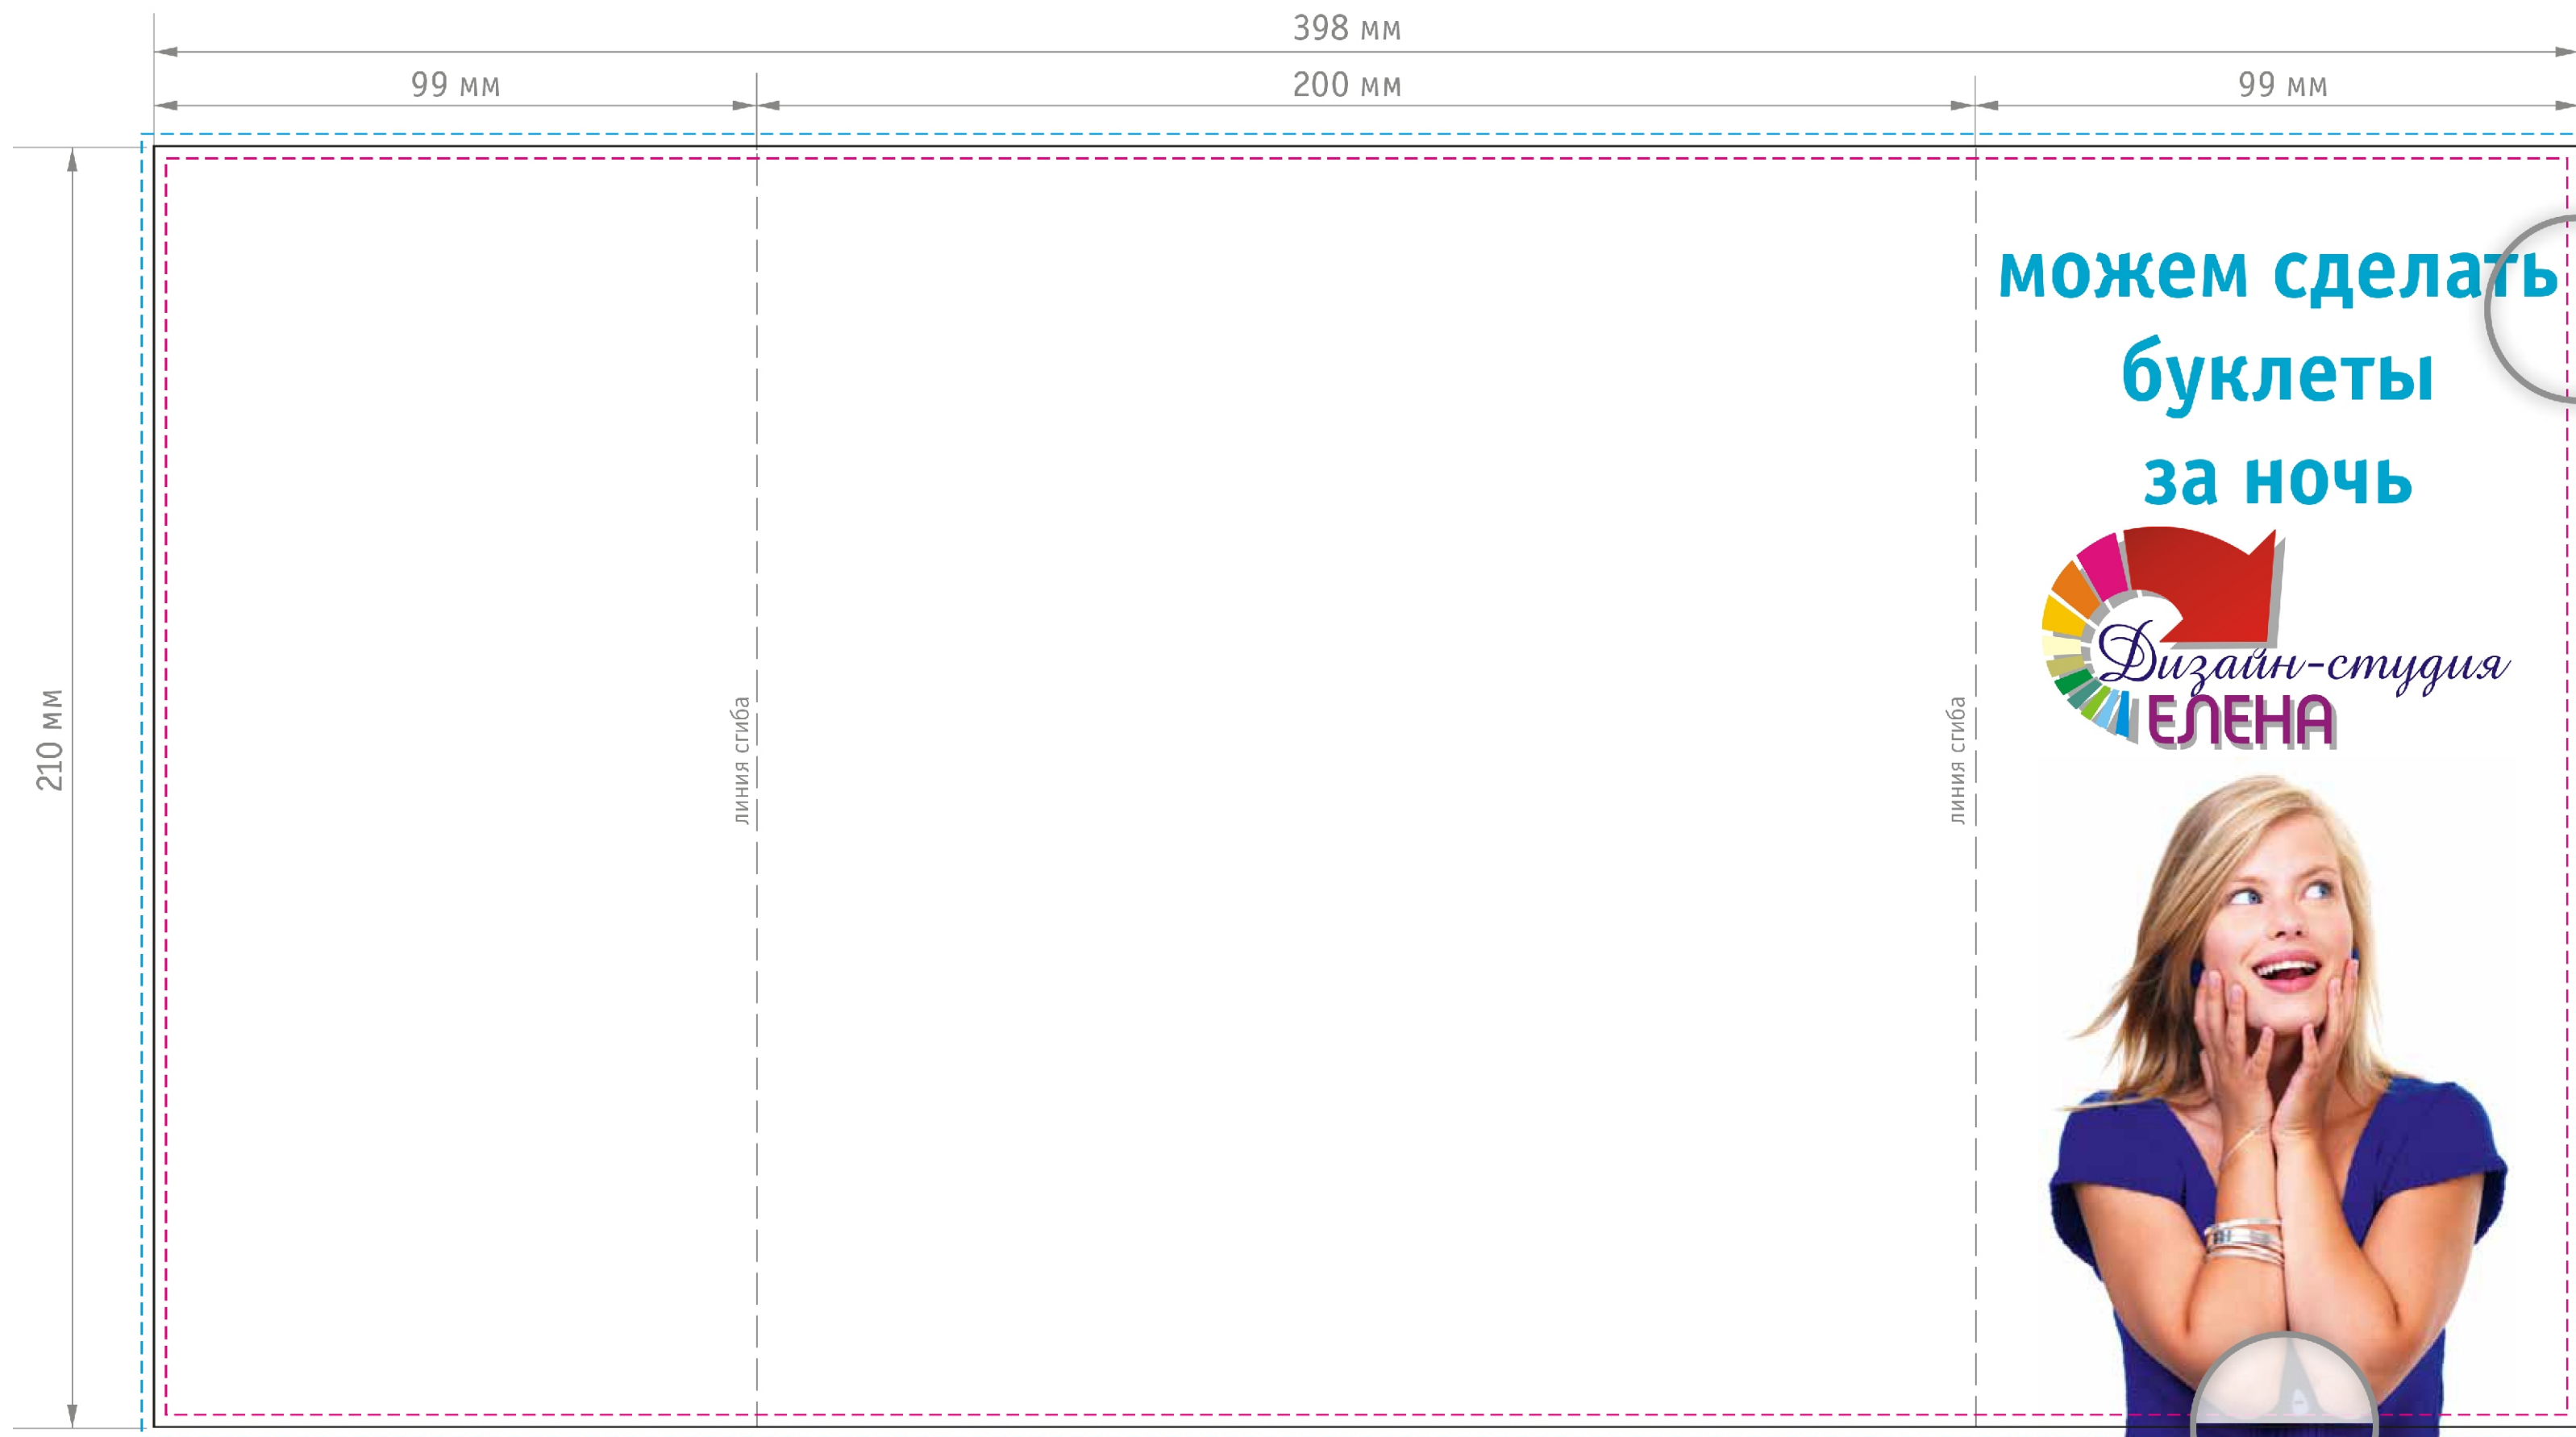 398 мм
99 мм
200 мм
99 мм
210 мм
линия сгиба
линия сгиба
можем сделать
буклеты
за ночь
Дизайн-студия
ЕЛЕНА